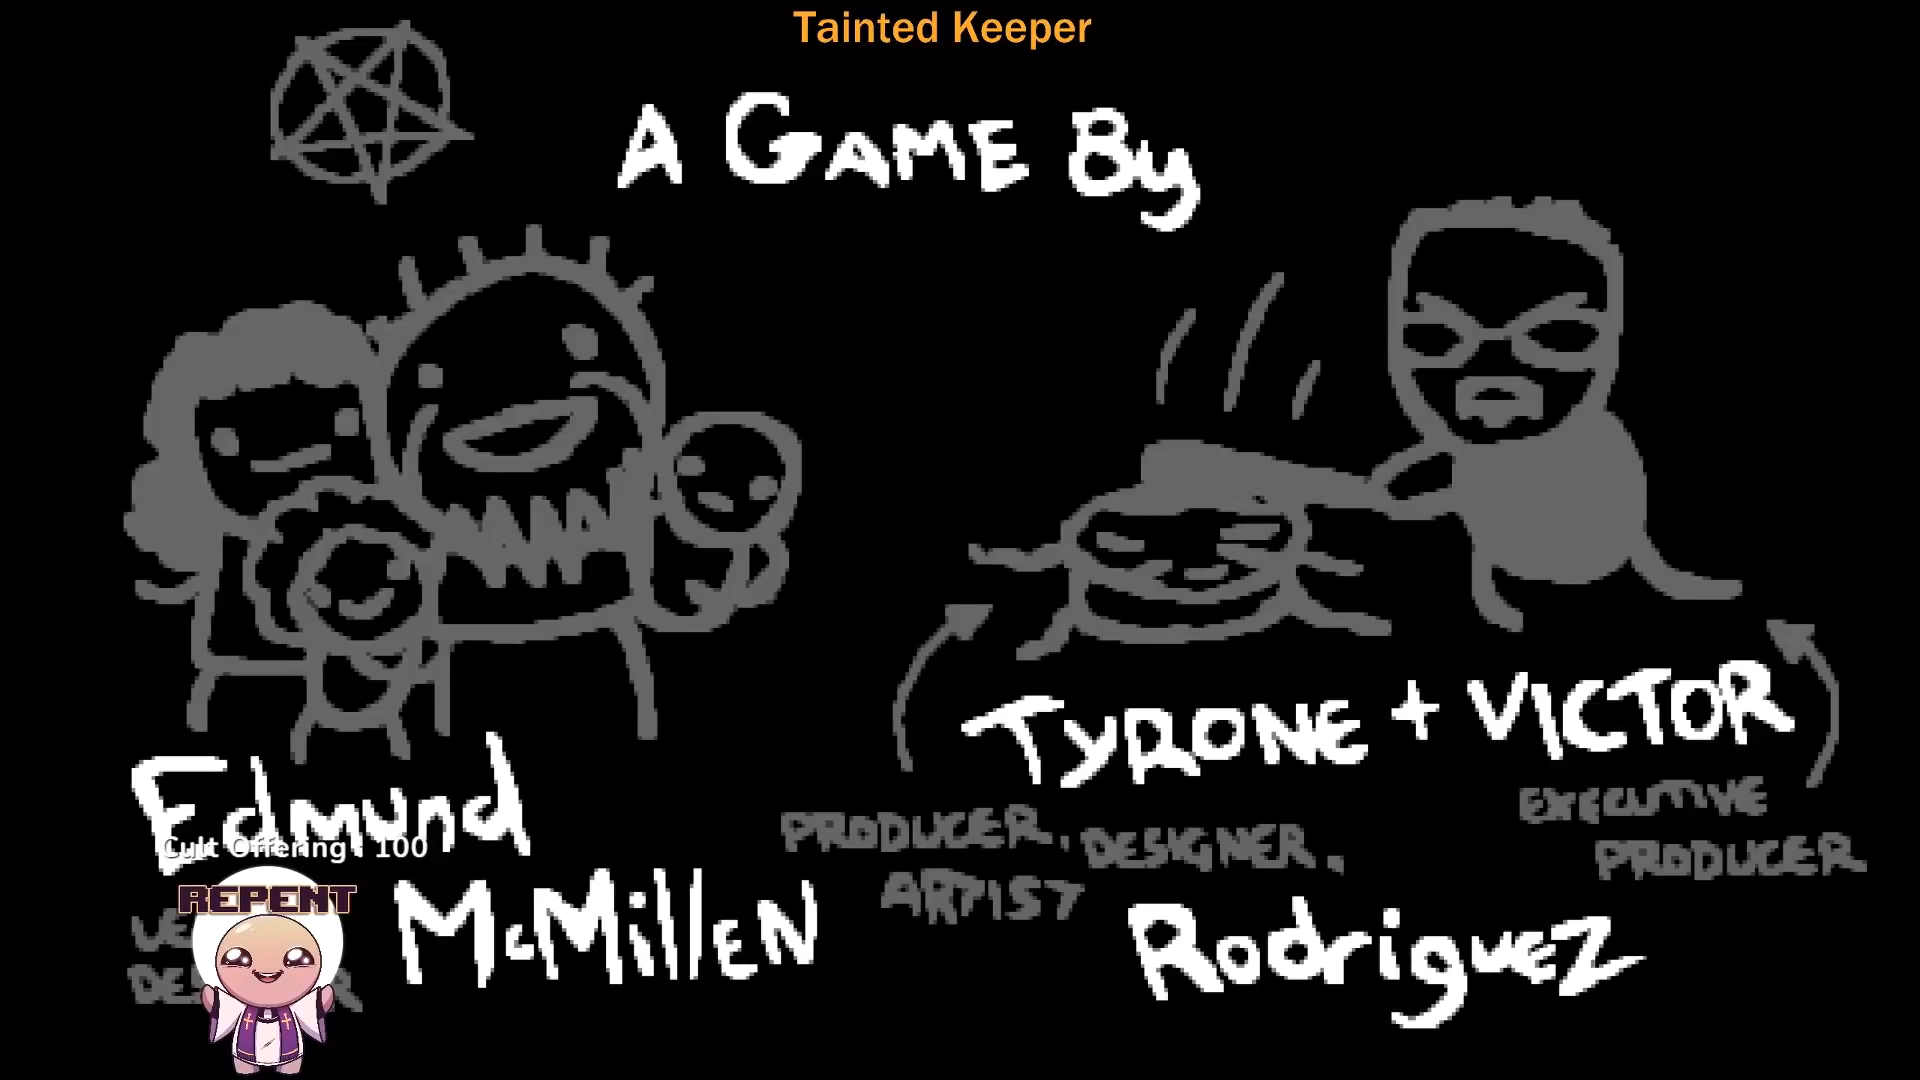 Tainted Keeper
A GAME By
TYRONE + VICTOR
Edmund
EXECUTIVE
PRODUCER
PRODUCER, DESIGNER,
ARTIST
Cult Offering : 100
REPENT
McMillEN
RodriguEZ